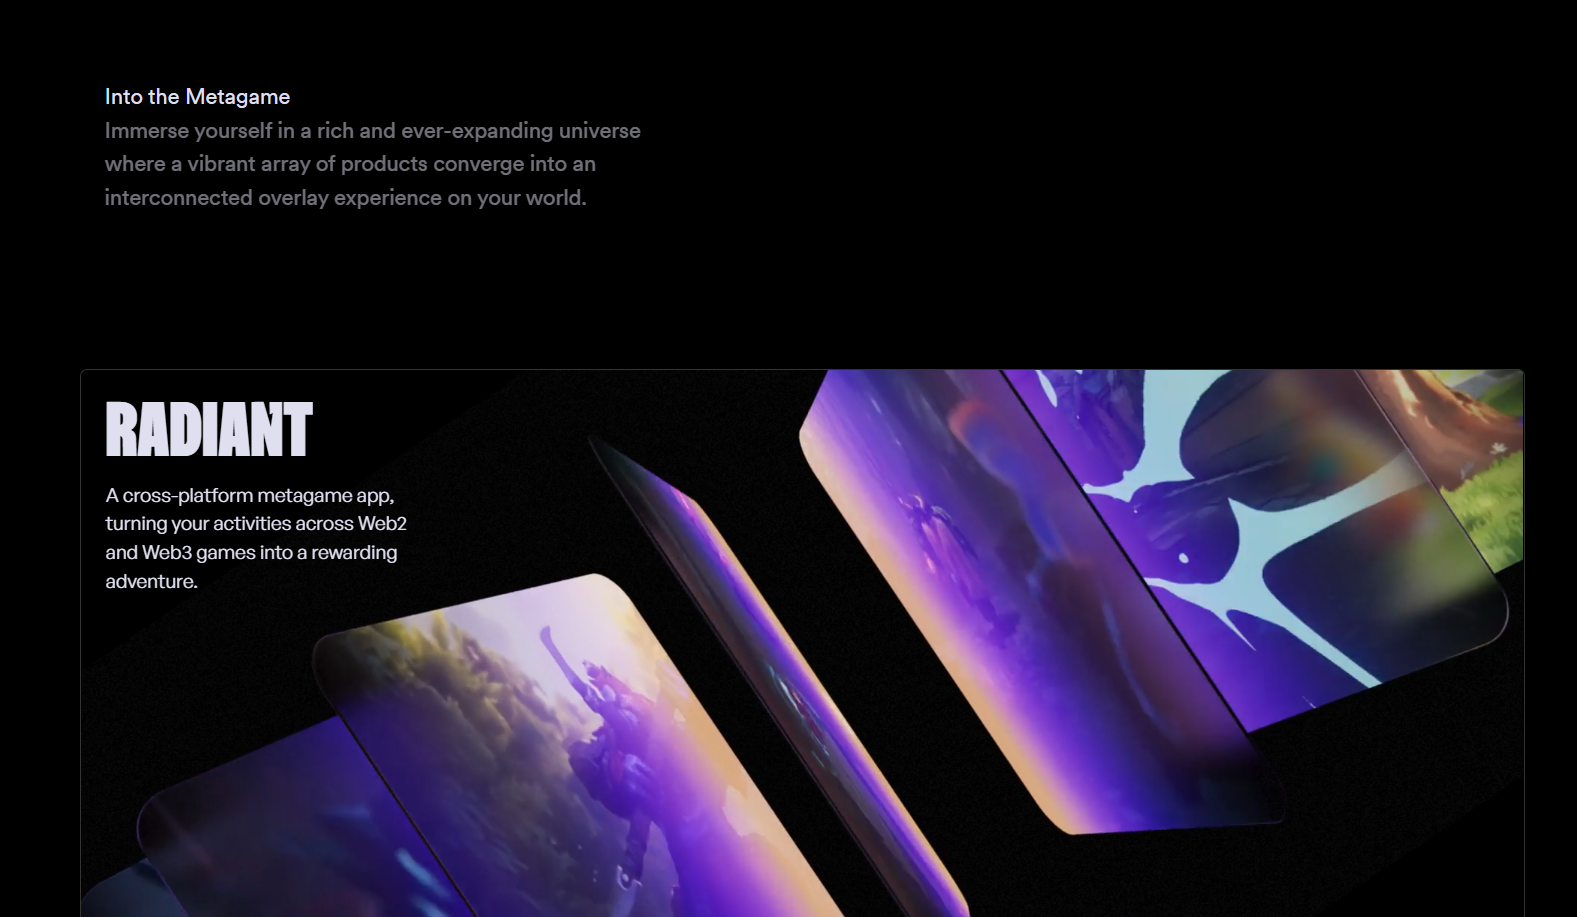 Into the Metagame
Immerse yourself in a rich and ever-expanding universe
where a vibrant array of products converge into an
interconnected overlay experience on your world.
RADIANT
A cross-platform metagame app,
turning your activities across Web2
and Web3 games into a rewarding
adventure.